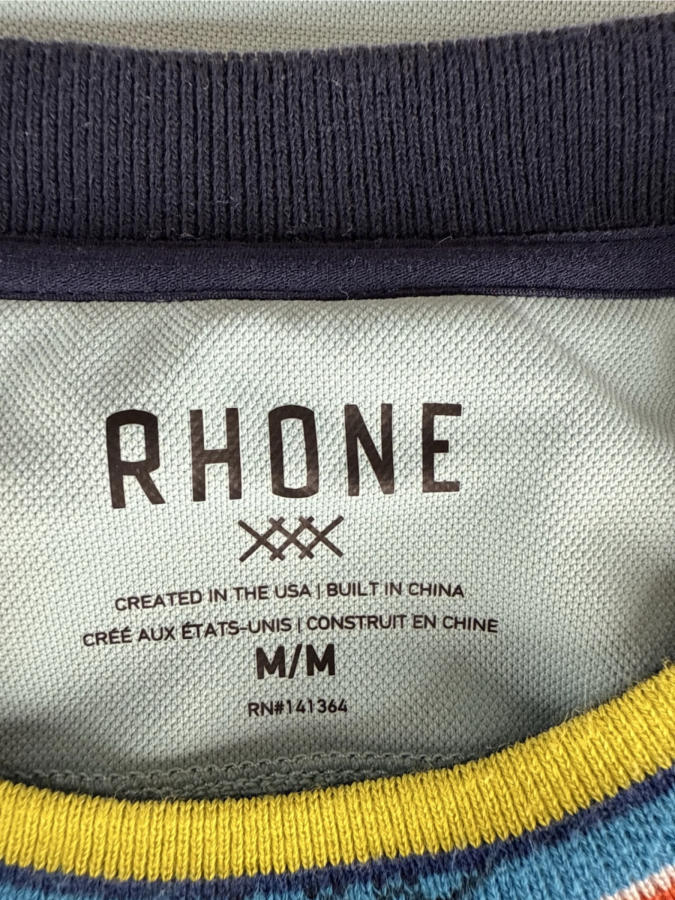 RHONE
CREATED IN THE USA | BUILT IN CHINA
CRÉÉ AUX ÉTATS-UNIS | CONSTRUIT EN CHINE
M/M
RN#141364